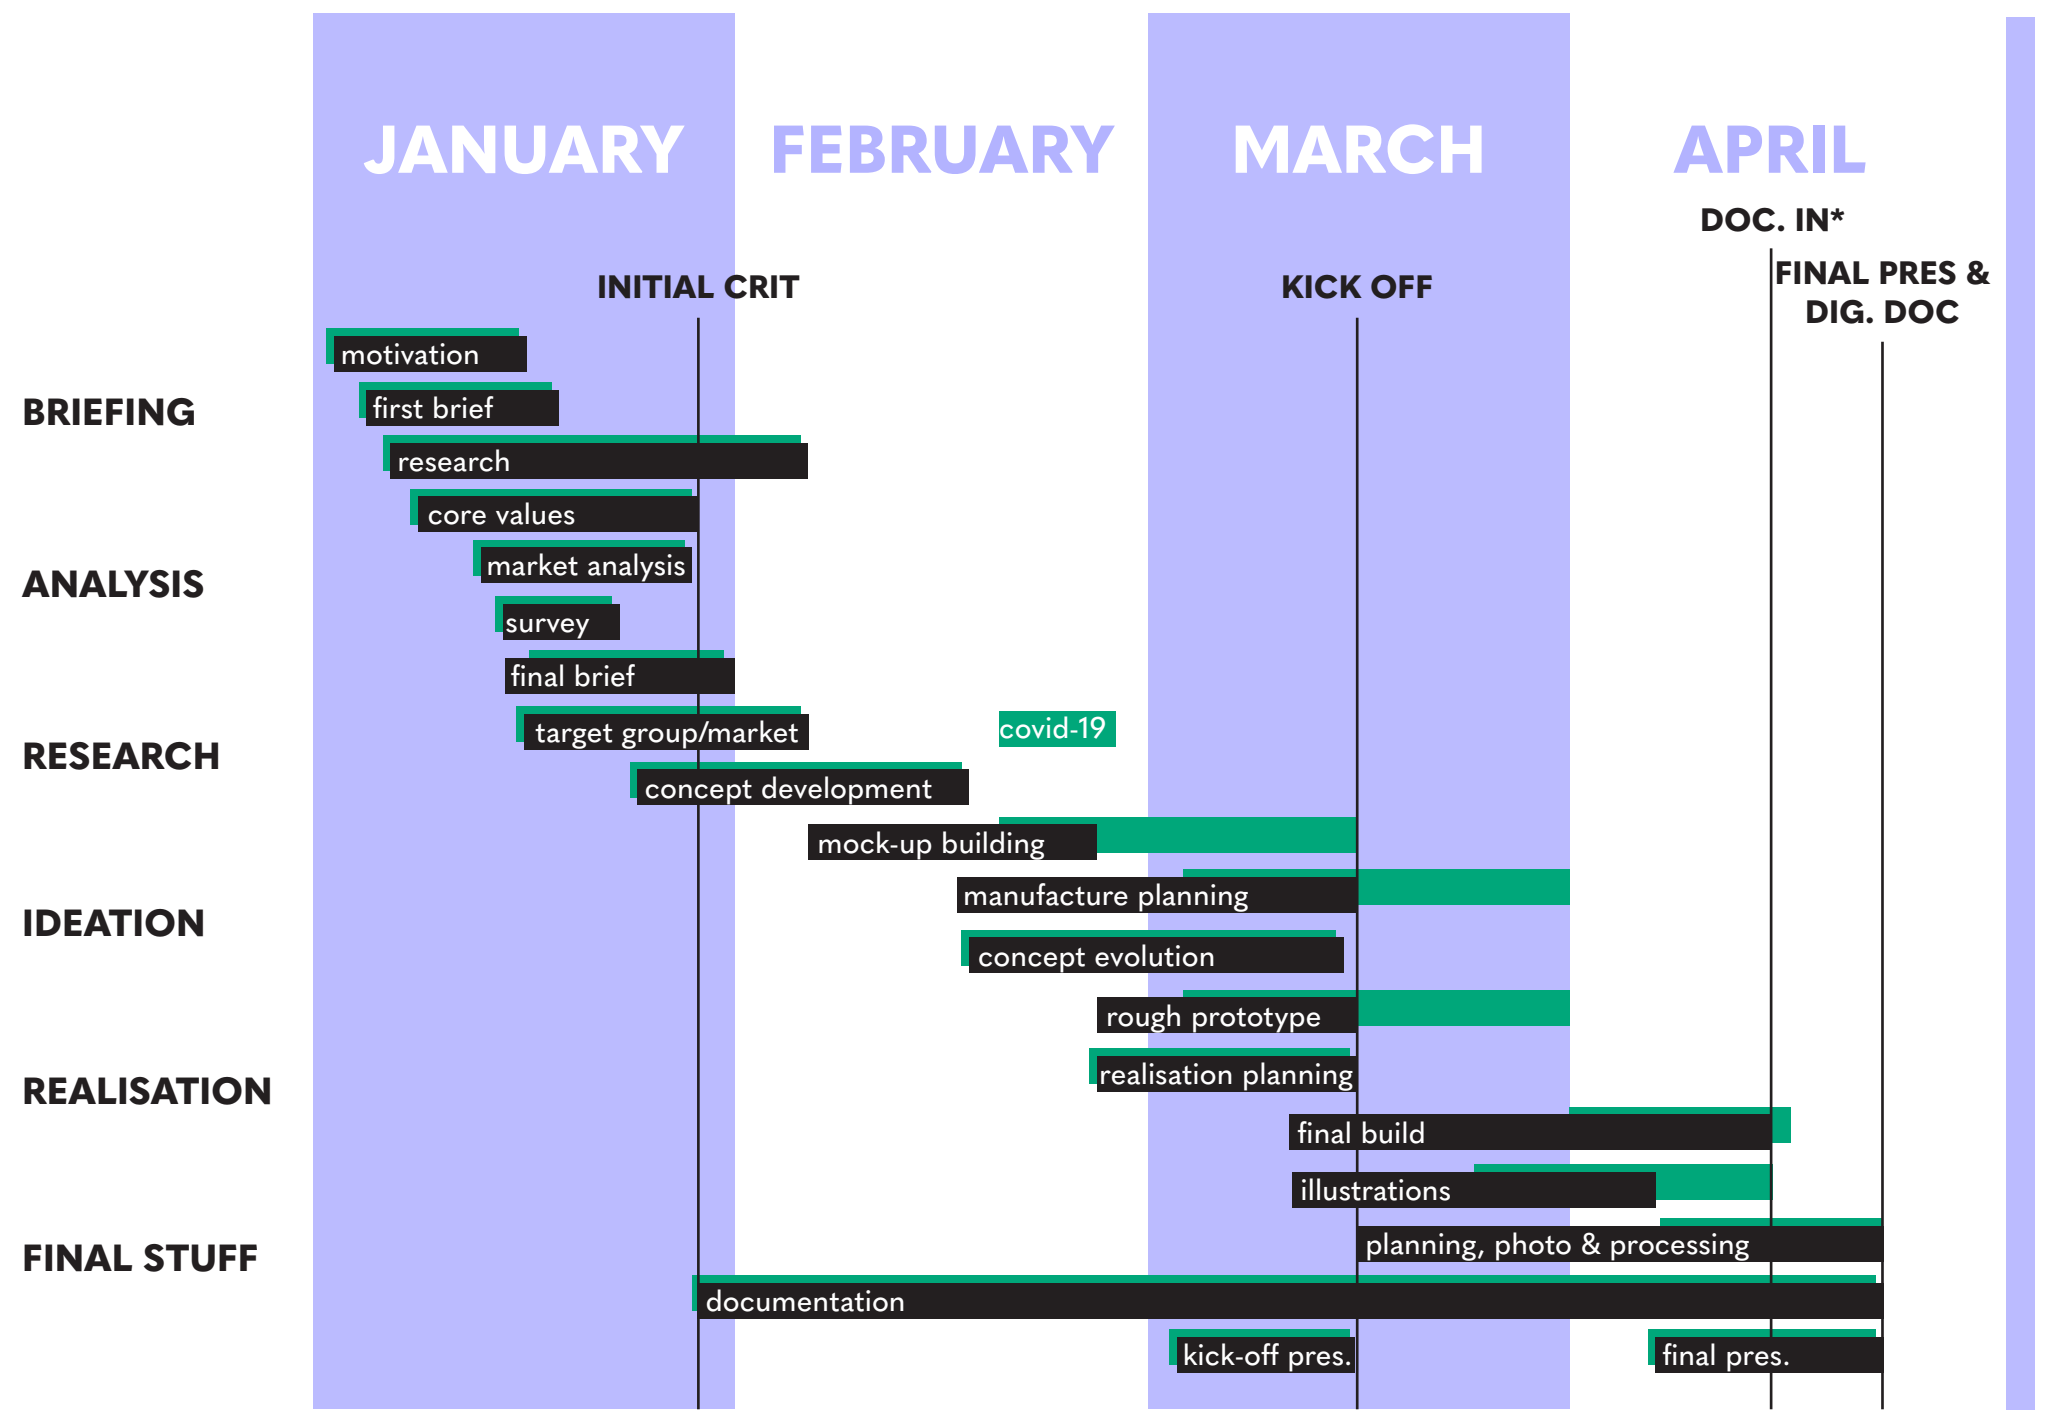 JANUARY FEBRUARY MARCH APRIL
DOC. IN*
INITIAL CRIT
KICK OFF
FINAL PRES &
DIG. DOC
motivation
BRIEFING
first brief
research
core values
ANALYSIS
market analysis
survey
final brief
RESEARCH
target group/market
covid-19
concept development
mock-up building
IDEATION
manufacture planning
concept evolution
rough prototype
REALISATION
realisation planning
final build
illustrations
FINAL STUFF
planning, photo & processing
documentation
kick-off pres.
final pres.